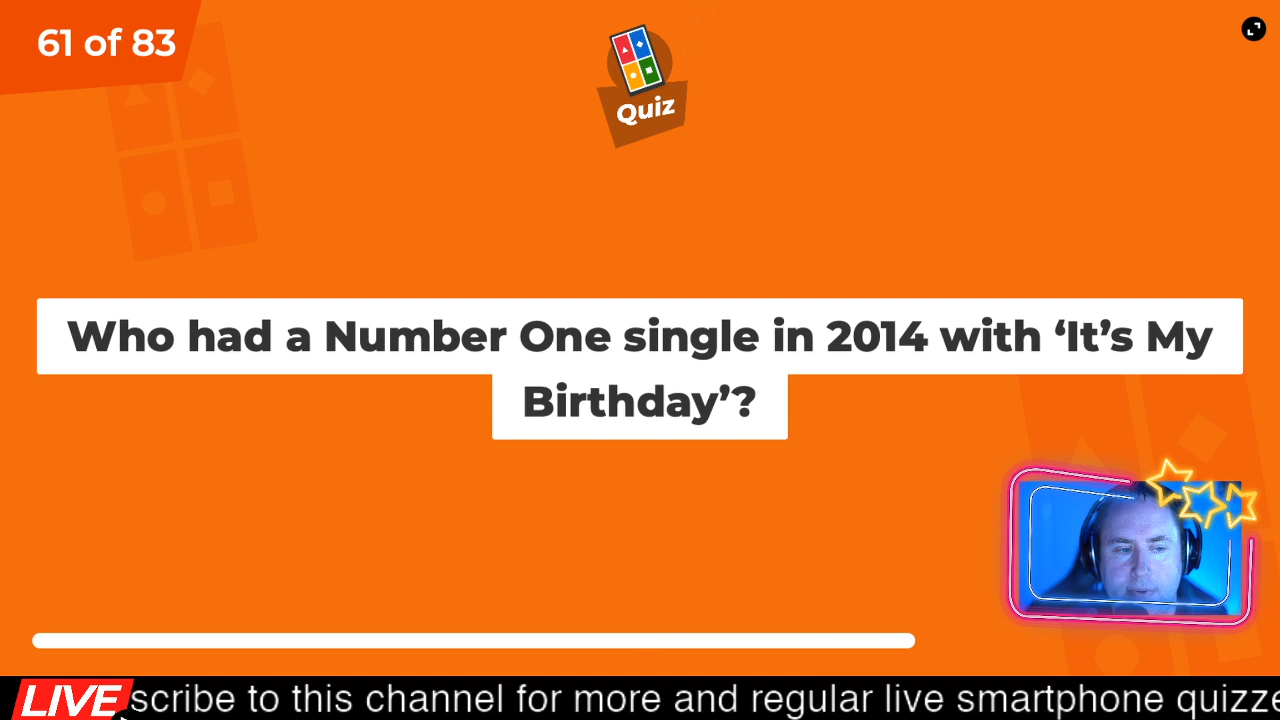 61 of 83
Quiz
Who had a Number One single in 2014 with ‘It’s My
Birthday’?
LIVE scribe to this channel for more and regular live smartphone quizze